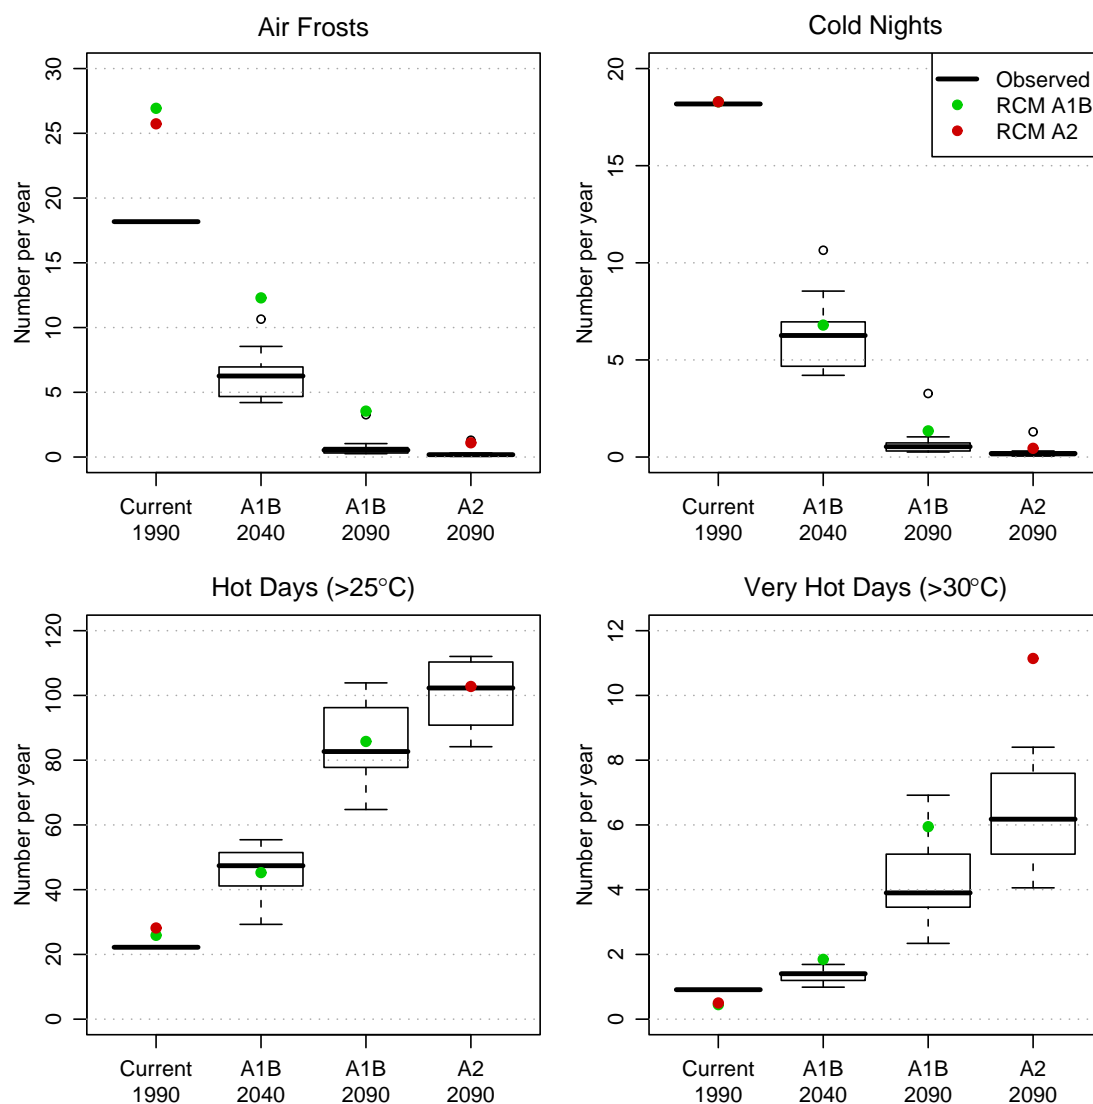 Air Frosts
Number per year
30
25
20
15
10
5
0
Current
1990
A1B
2040
A1B
2090
A2
2090
Cold Nights
Number per year
20
15
10
5
0
Observed
RCM A1B
RCM A2
Current
1990
A1B
2040
A1B
2090
A2
2090
Hot Days (>25°C)
Number per year
120
100
80
60
40
20
0
Current
1990
A1B
2040
A1B
2090
A2
2090
Very Hot Days (>30°C)
Number per year
12
10
8
6
4
2
0
Current
1990
A1B
2040
A1B
2090
A2
2090